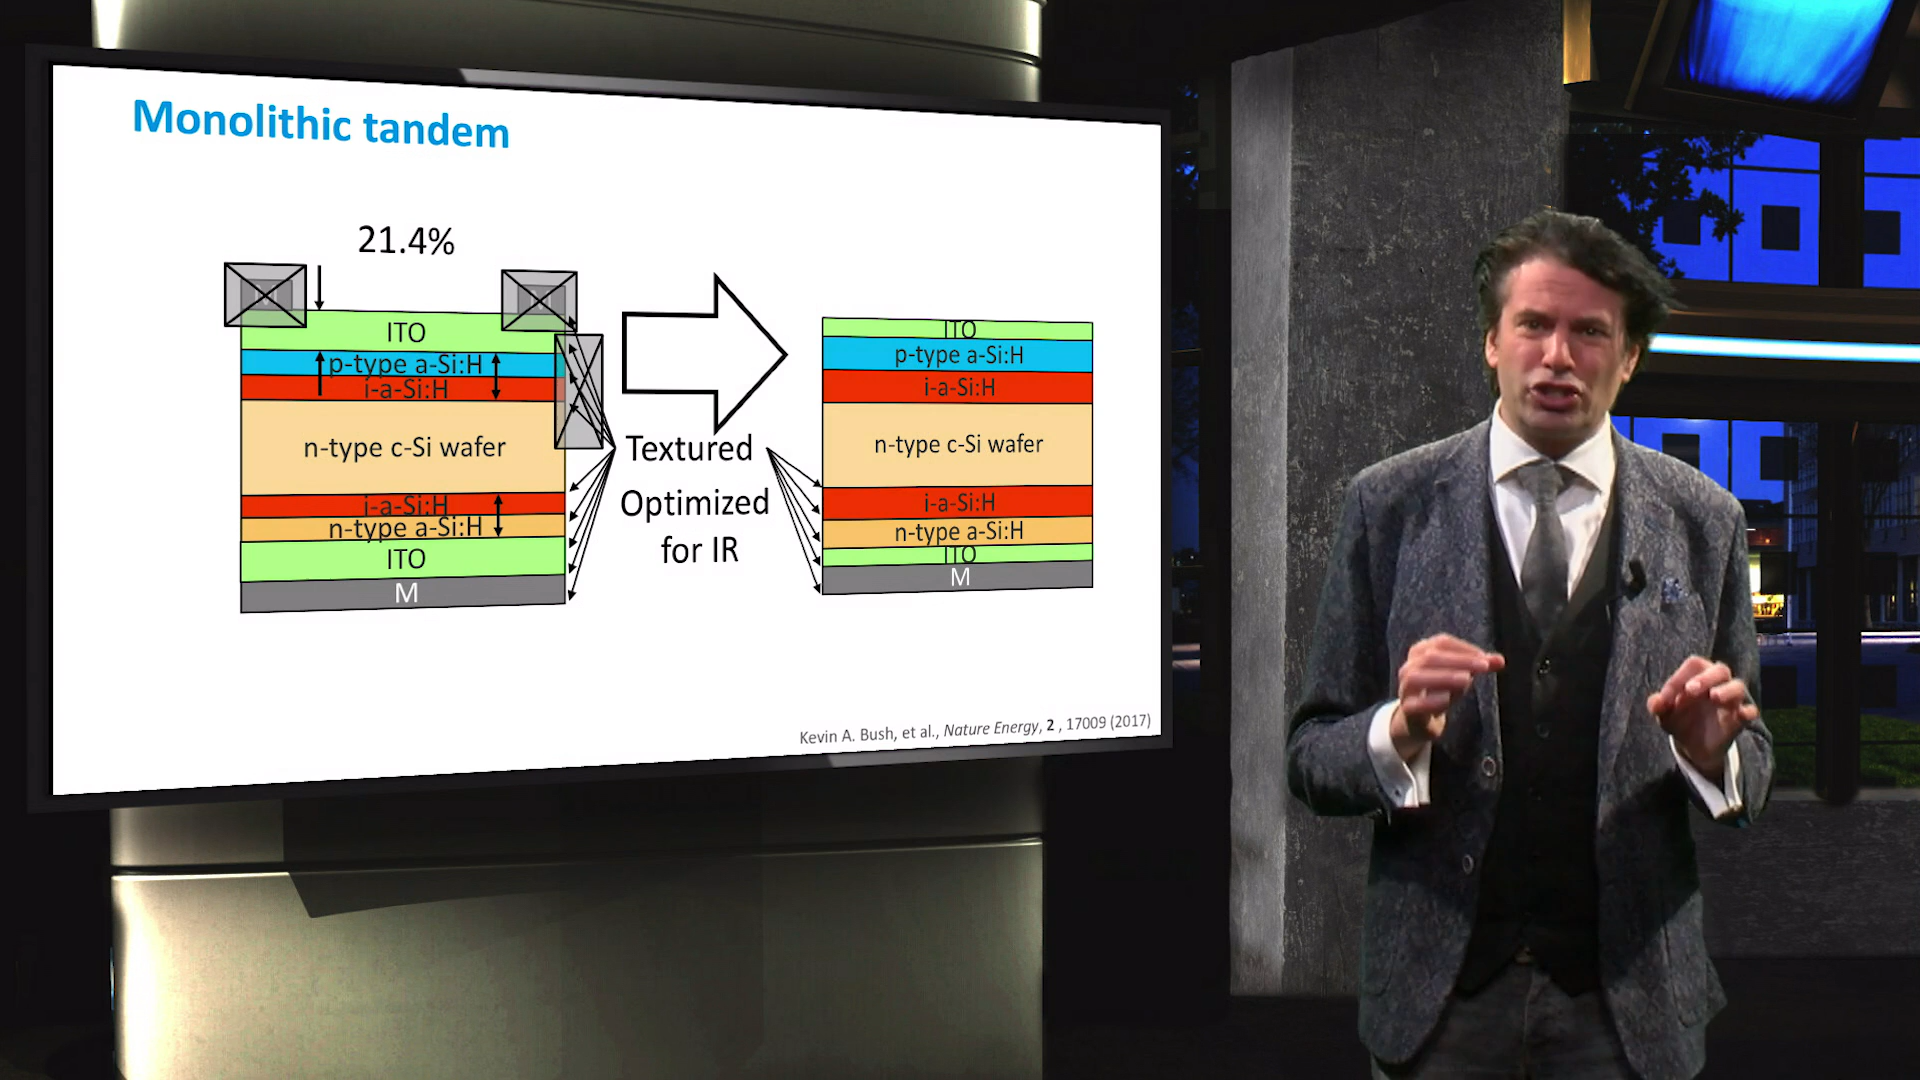 Monolithic tandem
21.4%
M
M
ITO
p-type a-Si:H
i-a-Si:H
n-type c-Si wafer
i-a-Si:H
n-type a-Si:H
ITO
M
Textured
Optimized
for IR
ITO
p-type a-Si:H
i-a-Si:H
n-type c-Si wafer
i-a-Si:H
n-type a-Si:H
ITO
M
Kevin A. Bush, et al., Nature Energy, 2 , 17009 (2017)